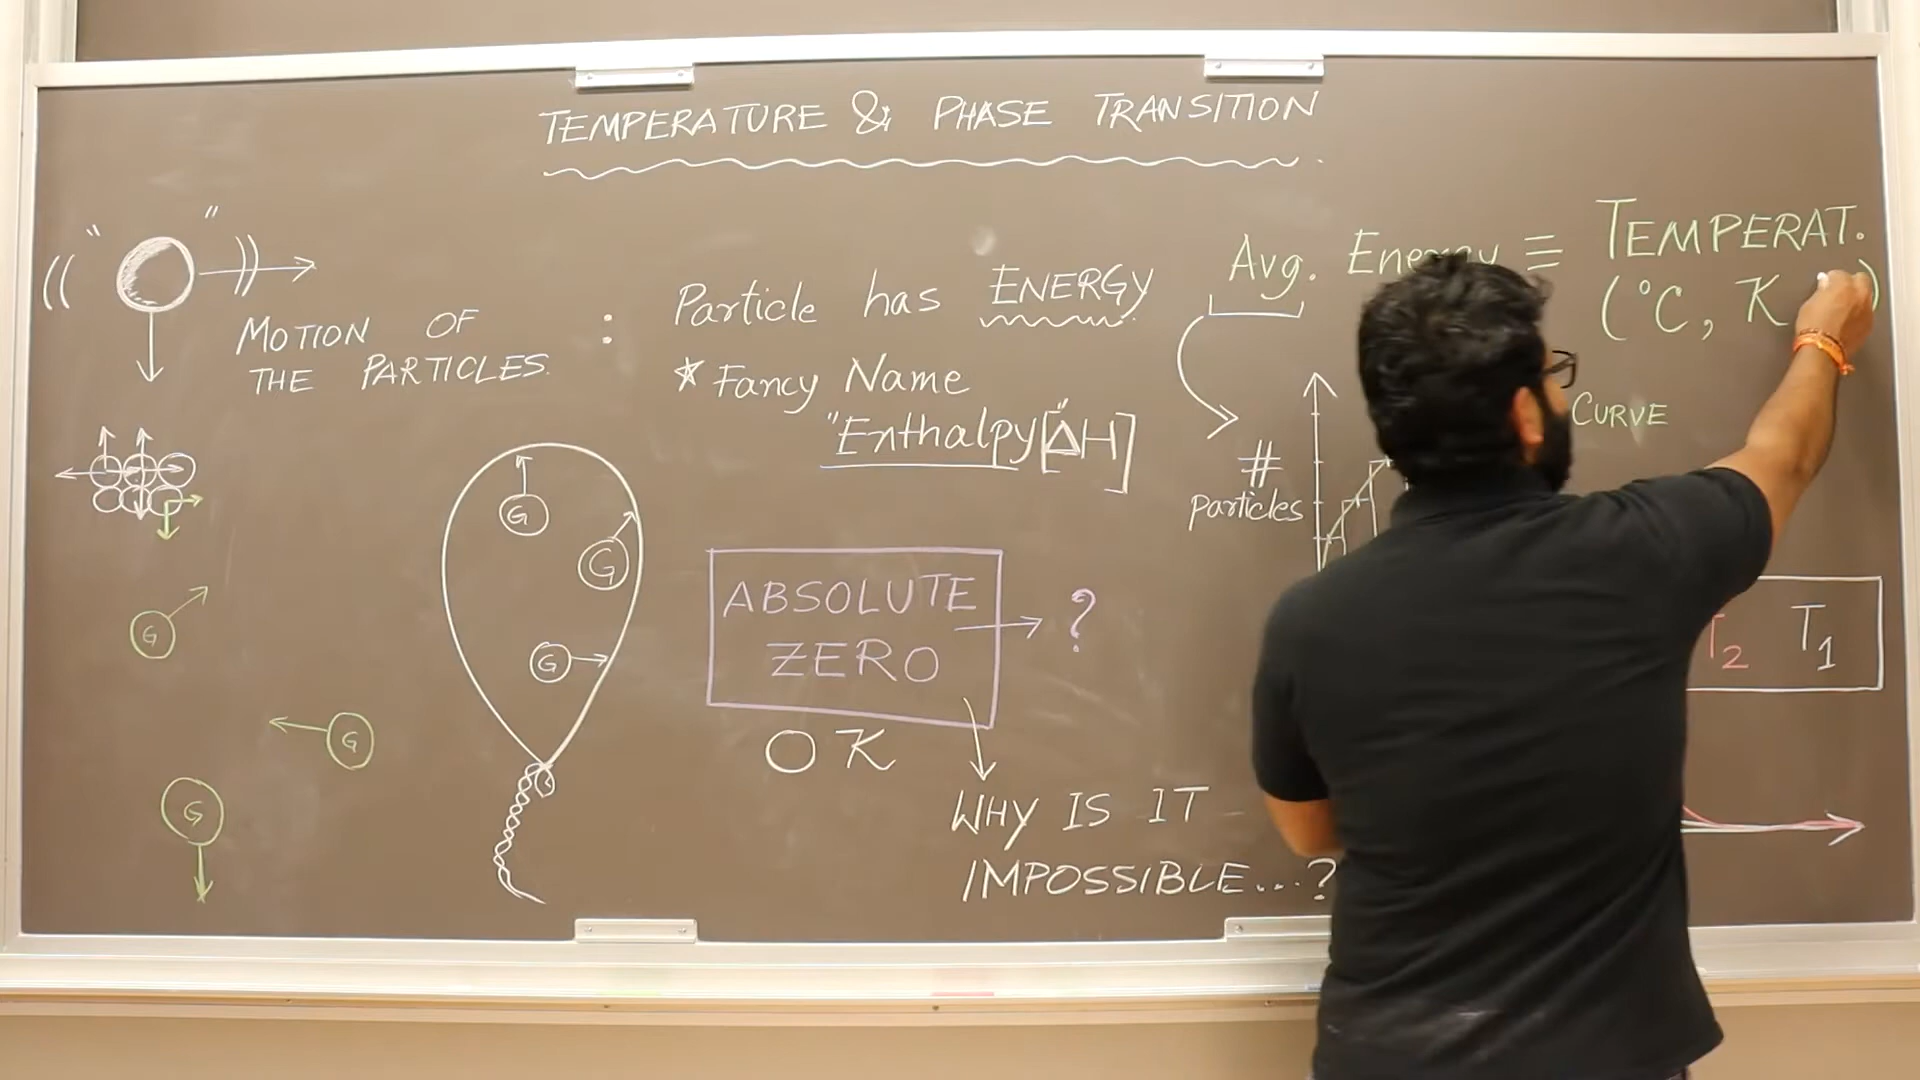 TEMPERATURE & PHASE TRANSITION
MOTION OF
THE PARTICLES.
:
Particle has ENERGY
* Fancy Name
"Enthalpy" [ΔH]
Avg. Energy ≡ TEMPERAT.
(°C, K )
CURVE
#
particles
G
G
G
G
G
G
ABSOLUTE
ZERO
→ ?
0 K
WHY IS IT
IMPOSSIBLE...?
T2 T1